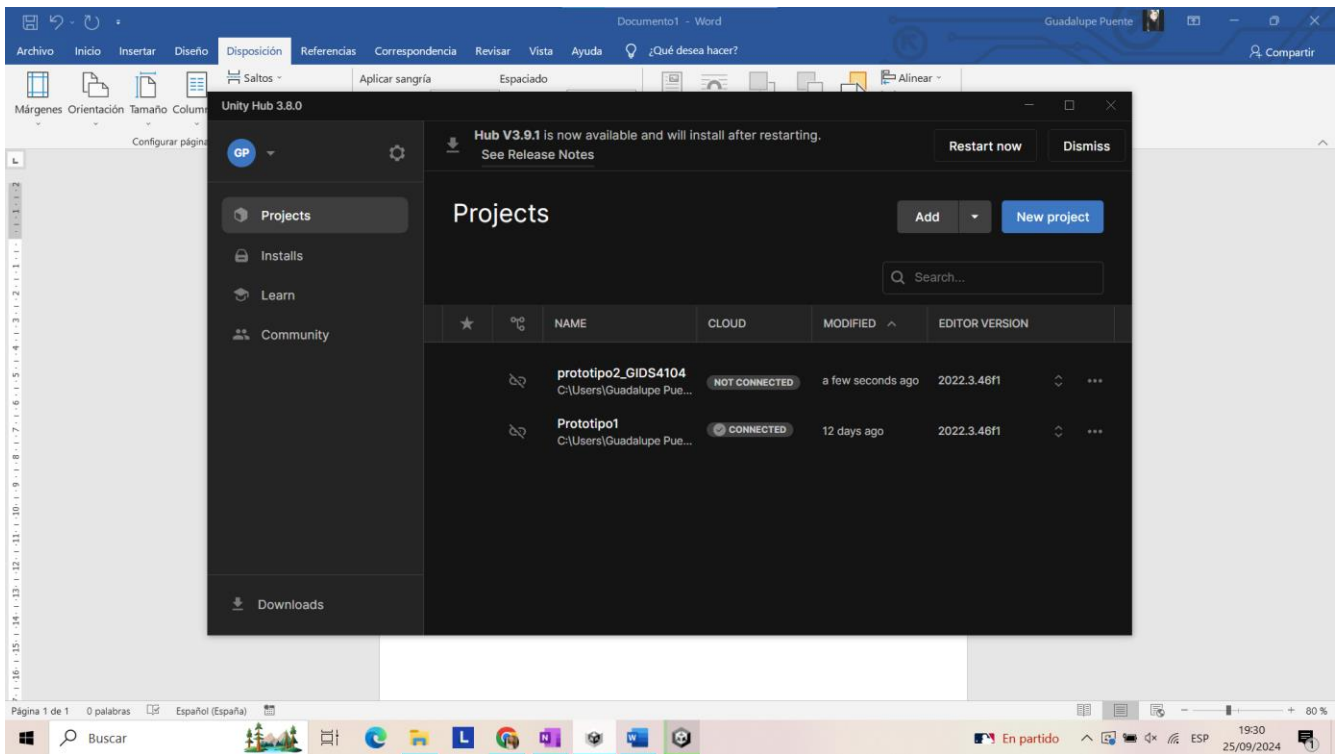 Documento1 - Word
Guadalupe Puente
Archivo Inicio Insertar Diseño Disposición Referencias Correspondencia Revisar Vista Ayuda ¿Qué desea hacer? Compartir
Saltos Aplicar sangría Espaciado Alinear
Márgenes Orientación Tamaño
Configurar página
Unity Hub 3.8.0
GP
Hub V3.9.1 is now available and will install after restarting.
See Release Notes
Restart now Dismiss
Projects
Installs
Learn
Community
Downloads
Projects
Add New project
Search...
NAME CLOUD MODIFIED EDITOR VERSION
prototipo2_GIDS4104 NOT CONNECTED a few seconds ago 2022.3.46f1
C:\Users\Guadalupe Pue...
Prototipo1 CONNECTED 12 days ago 2022.3.46f1
C:\Users\Guadalupe Pue...
Página 1 de 1 0 palabras Español (España) 80 %
Buscar
L
En partido ESP
19:30
25/09/2024